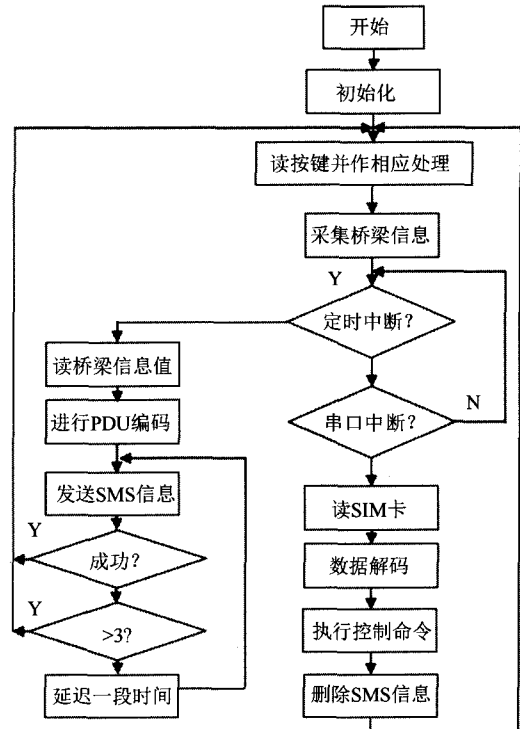 开始
初始化
读按键并作相应处理
采集桥梁信息
Y
定时中断?
读桥梁信息值
进行PDU编码
串口中断?
N
发送SMS信息
读SIM卡
Y
成功?
数据解码
Y
>3?
执行控制命令
延迟一段时间
删除SMS信息